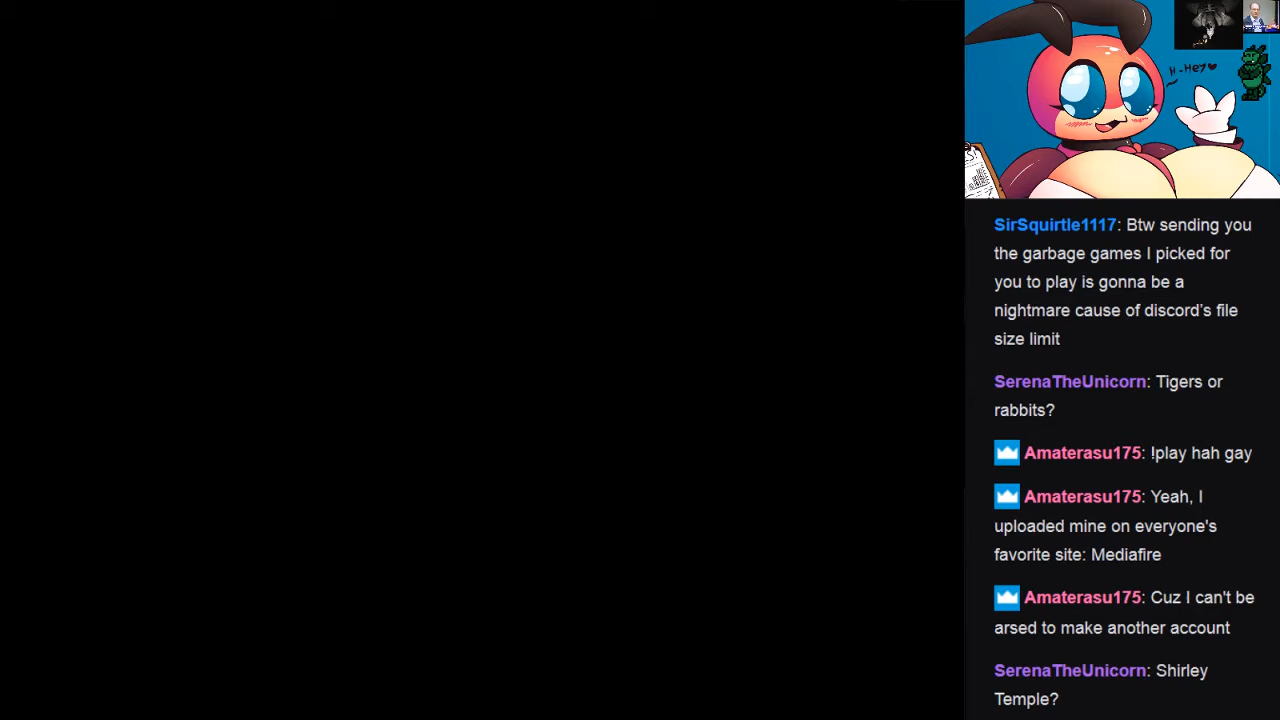 H-Hey♥
SirSquirtle1117: Btw sending you
the garbage games I picked for
you to play is gonna be a
nightmare cause of discord’s file
size limit
SerenaTheUnicorn: Tigers or
rabbits?
Amaterasu175: !play hah gay
Amaterasu175: Yeah, I
uploaded mine on everyone's
favorite site: Mediafire
Amaterasu175: Cuz I can't be
arsed to make another account
SerenaTheUnicorn: Shirley
Temple?